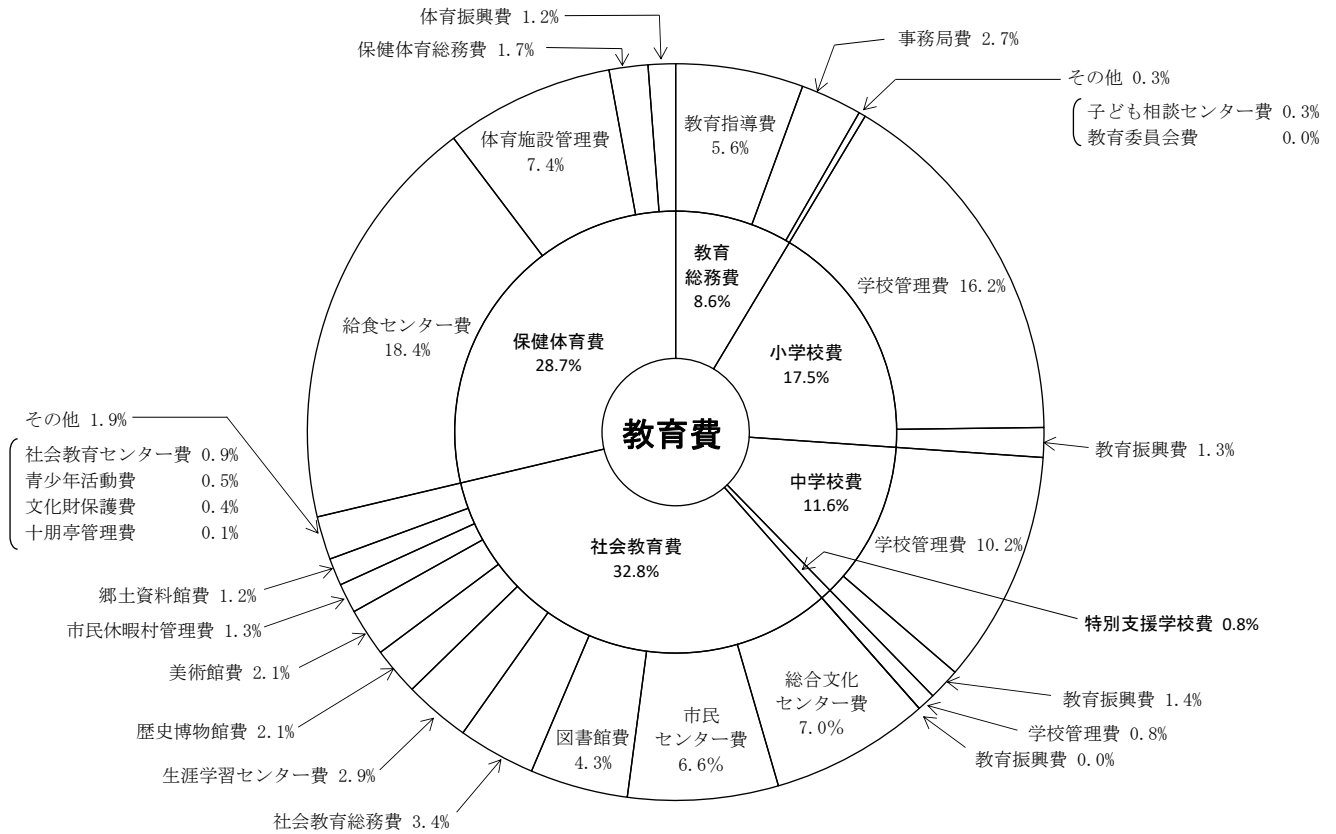 体育振興費 1.2%
保健体育総務費 1.7%
事務局費 2.7%
その他 0.3%
子ども相談センター費 0.3%
教育委員会費 0.0%
教育指導費
5.6%
体育施設管理費
7.4%
教育
総務費
8.6%
学校管理費 16.2%
給食センター費
18.4%
保健体育費
28.7%
小学校費
17.5%
教育費
その他 1.9%
社会教育センター費 0.9%
青少年活動費 0.5%
文化財保護費 0.4%
十朋亭管理費 0.1%
教育振興費 1.3%
中学校費
11.6%
学校管理費 10.2%
社会教育費
32.8%
郷土資料館費 1.2%
市民休暇村管理費 1.3%
特別支援学校費 0.8%
美術館費 2.1%
歴史博物館費 2.1%
生涯学習センター費 2.9%
社会教育総務費 3.4%
図書館費
4.3%
市民
センター費
6.6%
総合文化
センター費
7.0%
教育振興費 1.4%
学校管理費 0.8%
教育振興費 0.0%